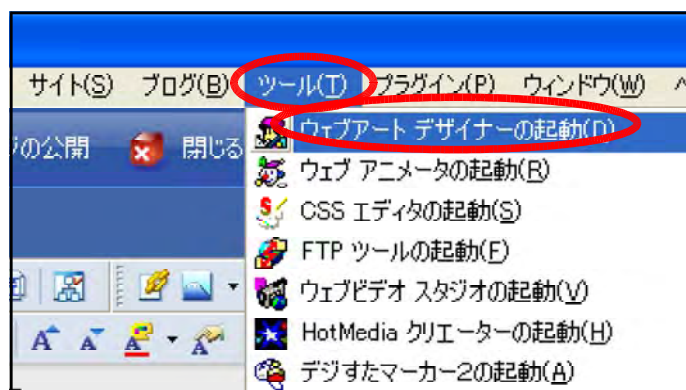 サイト(S) ブログ(B) ツール(T) プラグイン(P) ウィンドウ(W)
ジの公開 閉じる
ウェブアート デザイナーの起動(D)
ウェブ アニメータの起動(R)
CSS エディタの起動(S)
FTP ツールの起動(F)
ウェブビデオ スタジオの起動(V)
HotMedia クリエーターの起動(H)
デジすたマーカー2の起動(A)